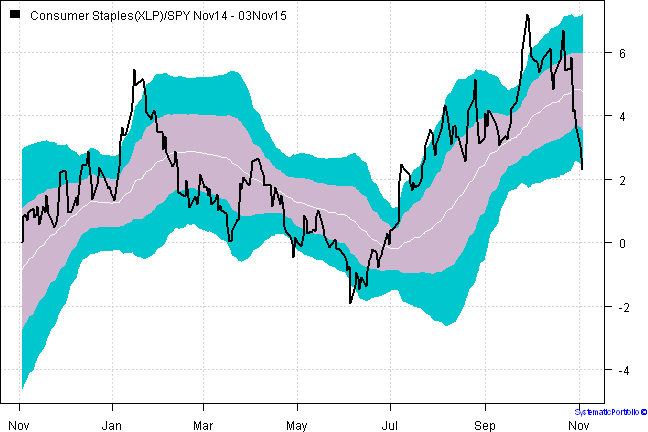 Consumer Staples(XLP)/SPY Nov14 - 03Nov15
6
4
2
0
-2
-4
SystematicPortfolio ©
Nov Jan Mar May Jul Sep Nov